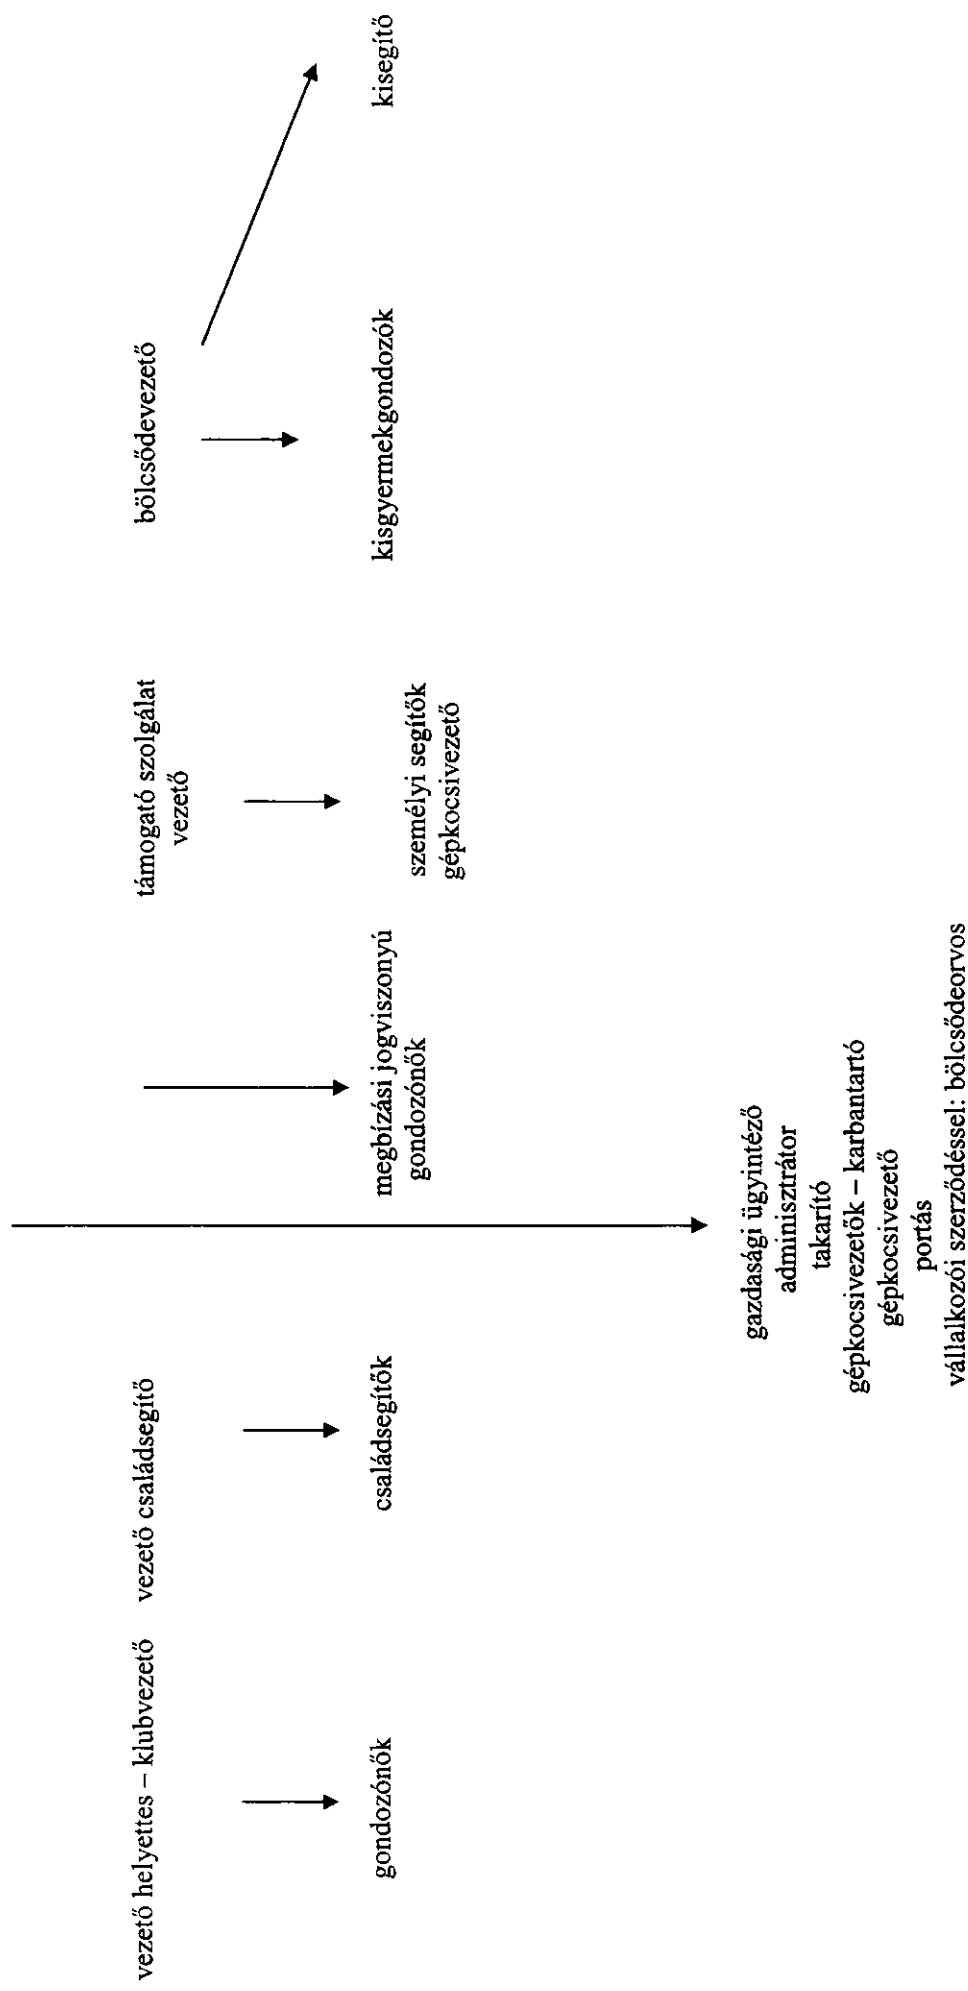 vezető helyettes – klubvezető
vezető családsegítő
támogató szolgálat
vezető
bölcsődevezető
gondozónők
családsegítők
megbízási jogviszonyú
gondozónők
személyi segítők
gépkocsivezető
kisgyermekgondozók
kisegítő
gazdasági ügyintéző
adminisztrátor
takarító
gépkocsivezetők – karbantartó
gépkocsivezető
portás
vállalkozói szerződéssel: bölcsődeorvos